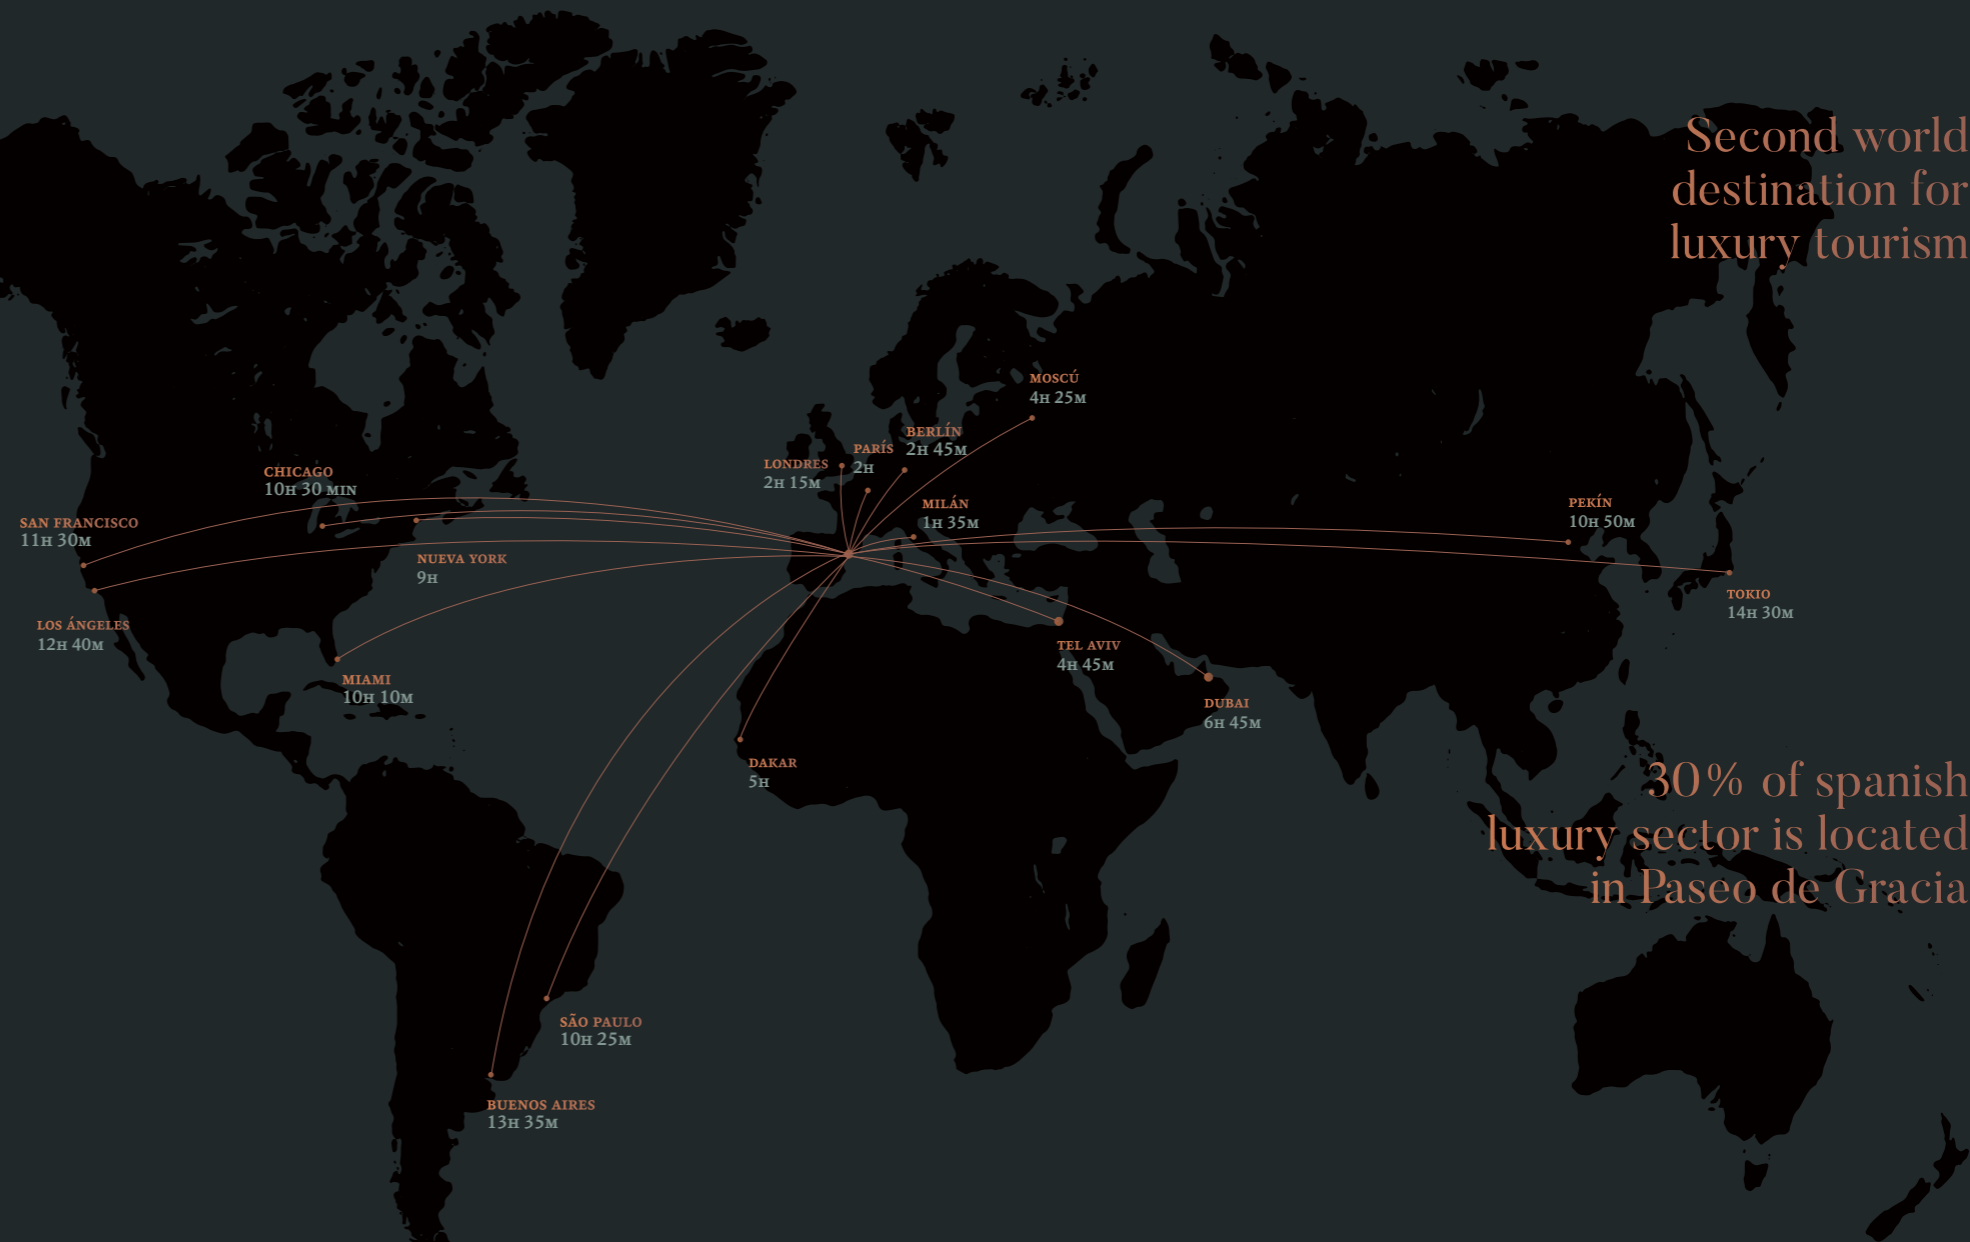 Second world
destination for
luxury tourism
MOSCÚ
4H 25M
BERLÍN
2H 45M
PARÍS
2H
LONDRES
2H 15M
MILÁN
1H 35M
CHICAGO
10H 30 MIN
SAN FRANCISCO
11H 30M
NUEVA YORK
9H
LOS ÁNGELES
12H 40M
MIAMI
10H 10M
PEKÍN
10H 50M
TOKIO
14H 30M
TEL AVIV
4H 45M
DUBAI
6H 45M
DAKAR
5H
30% of spanish
luxury sector is located
in Paseo de Gracia
SÃO PAULO
10H 25M
BUENOS AIRES
13H 35M